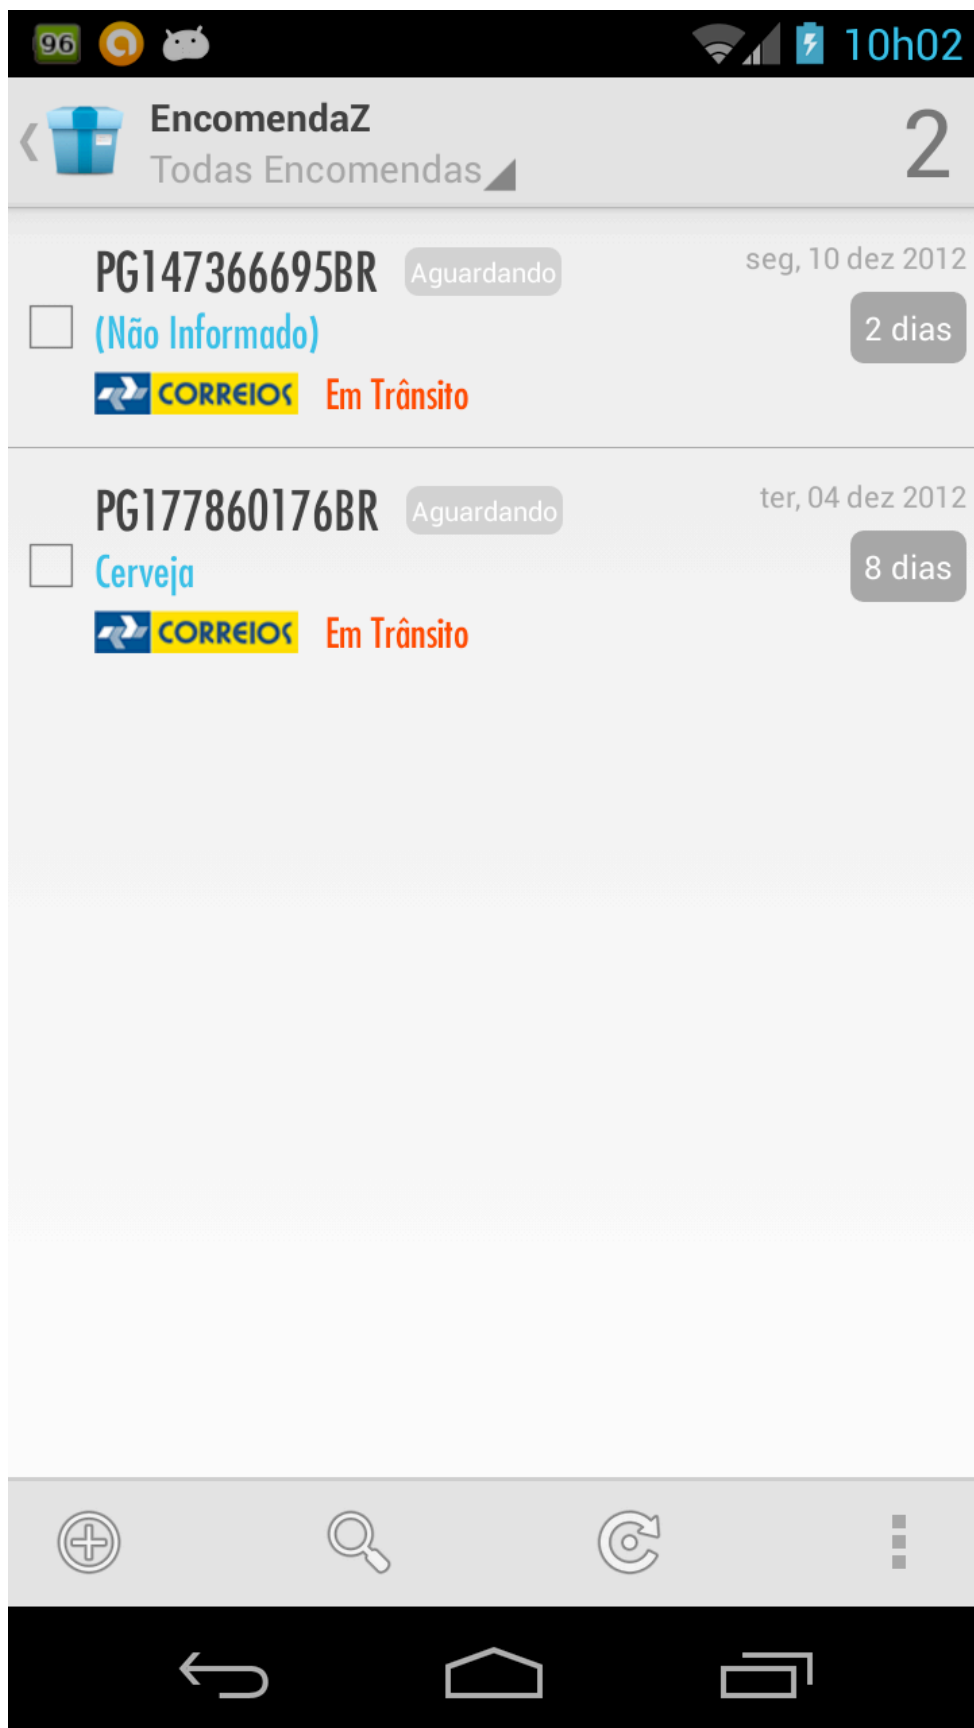 96 10h02
EncomendaZ
Todas Encomendas 2
PG147366695BR Aguardando seg, 10 dez 2012
(Não Informado) 2 dias
CORREIOS Em Trânsito
PG177860176BR Aguardando ter, 04 dez 2012
Cerveja 8 dias
CORREIOS Em Trânsito